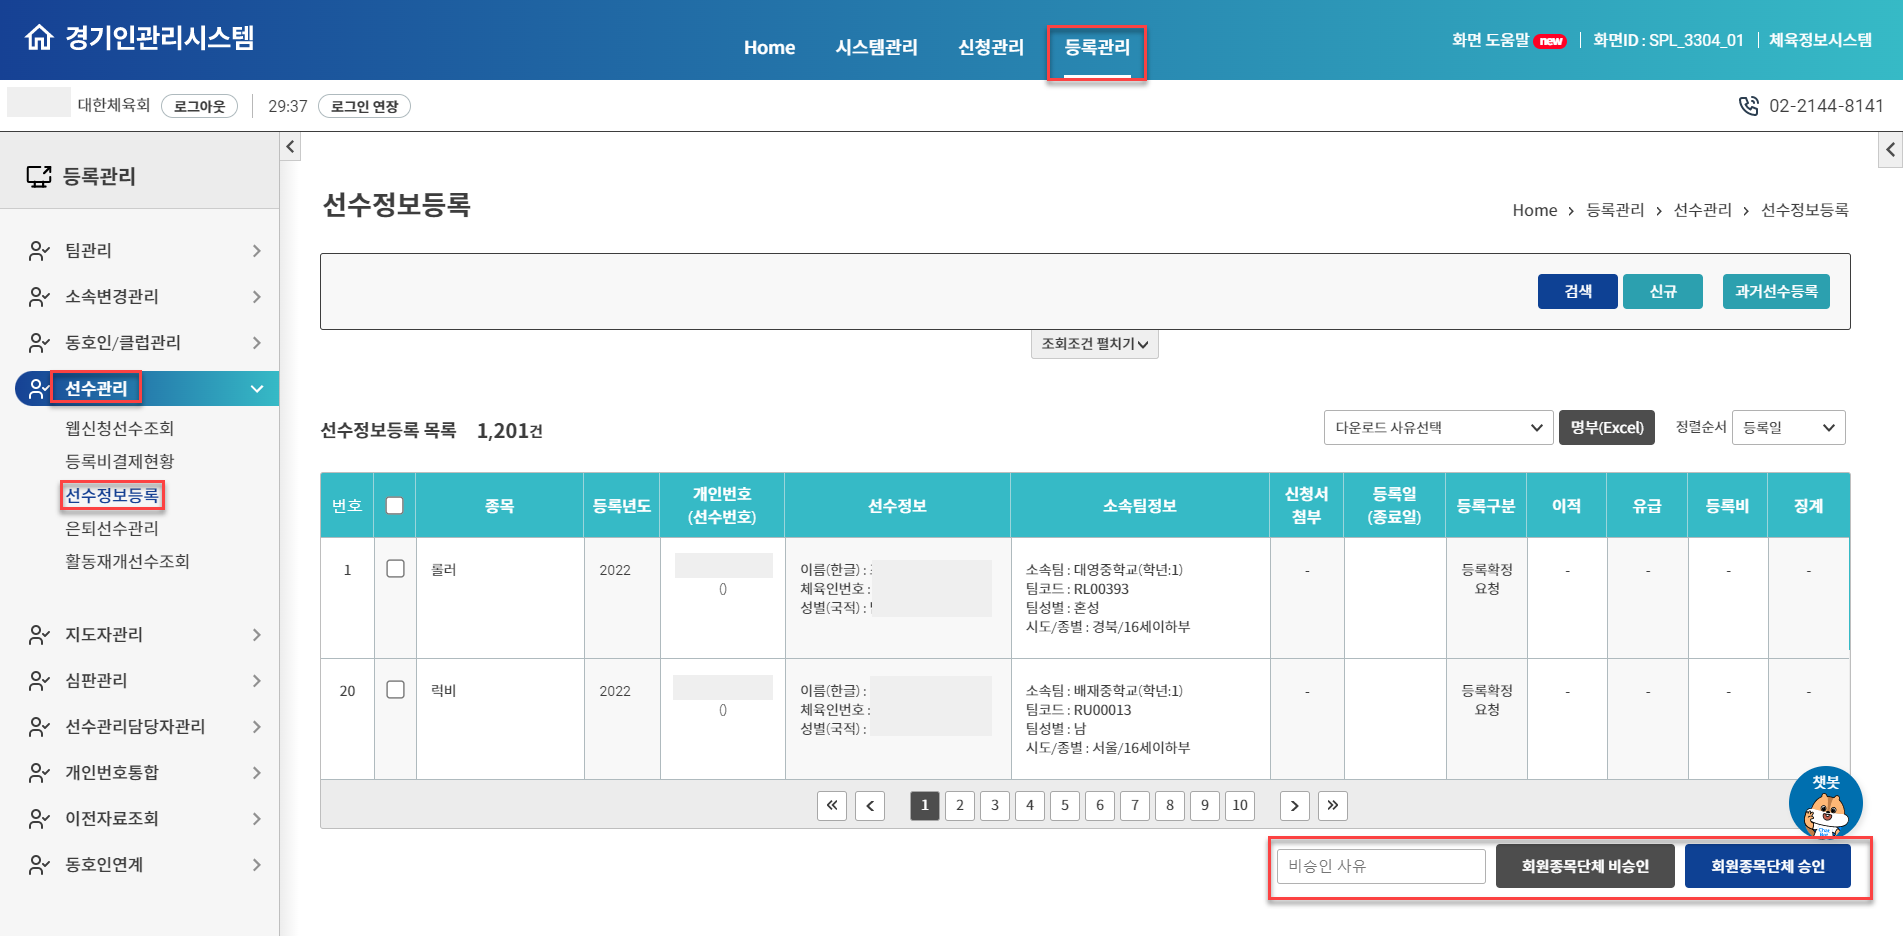 경기인관리시스템
Home 시스템관리 신청관리 등록관리
화면 도움말 new 화면ID : SPL_3304_01 체육정보시스템
대한체육회 로그아웃 29:37 로그인 연장
02-2144-8141
등록관리
팀관리
소속변경관리
동호인/클럽관리
선수관리
웹신청선수조회
등록비결제현황
선수정보등록
은퇴선수관리
활동재개선수조회
지도자관리
심판관리
선수관리담당자관리
개인번호통합
이전자료조회
동호인연계
선수정보등록
Home > 등록관리 > 선수관리 > 선수정보등록
검색 신규 과거선수등록
조회조건 펼치기
선수정보등록 목록 1,201건
다운로드 사유선택 명부(Excel) 정렬순서 등록일
번호 종목 등록년도 개인번호 (선수번호) 선수정보 소속팀정보 신청서 첨부 등록일 (종료일) 등록구분 이적 유급 등록비 징계
1 롤러 2022 () 
이름(한글) :
체육인번호 :
성별(국적) :
소속팀 : 대영중학교(학년:1)
팀코드 : RL00393
팀성별 : 혼성
시도/종별 : 경북/16세이하부
- 등록확정 요청 - - - -
20 럭비 2022 ()
이름(한글) :
체육인번호 :
성별(국적) :
소속팀 : 배재중학교(학년:1)
팀코드 : RU00013
팀성별 : 남
시도/종별 : 서울/16세이하부
- 등록확정 요청 - - - -
« < 1 2 3 4 5 6 7 8 9 10 > »
챗봇
비승인 사유 회원종목단체 비승인 회원종목단체 승인